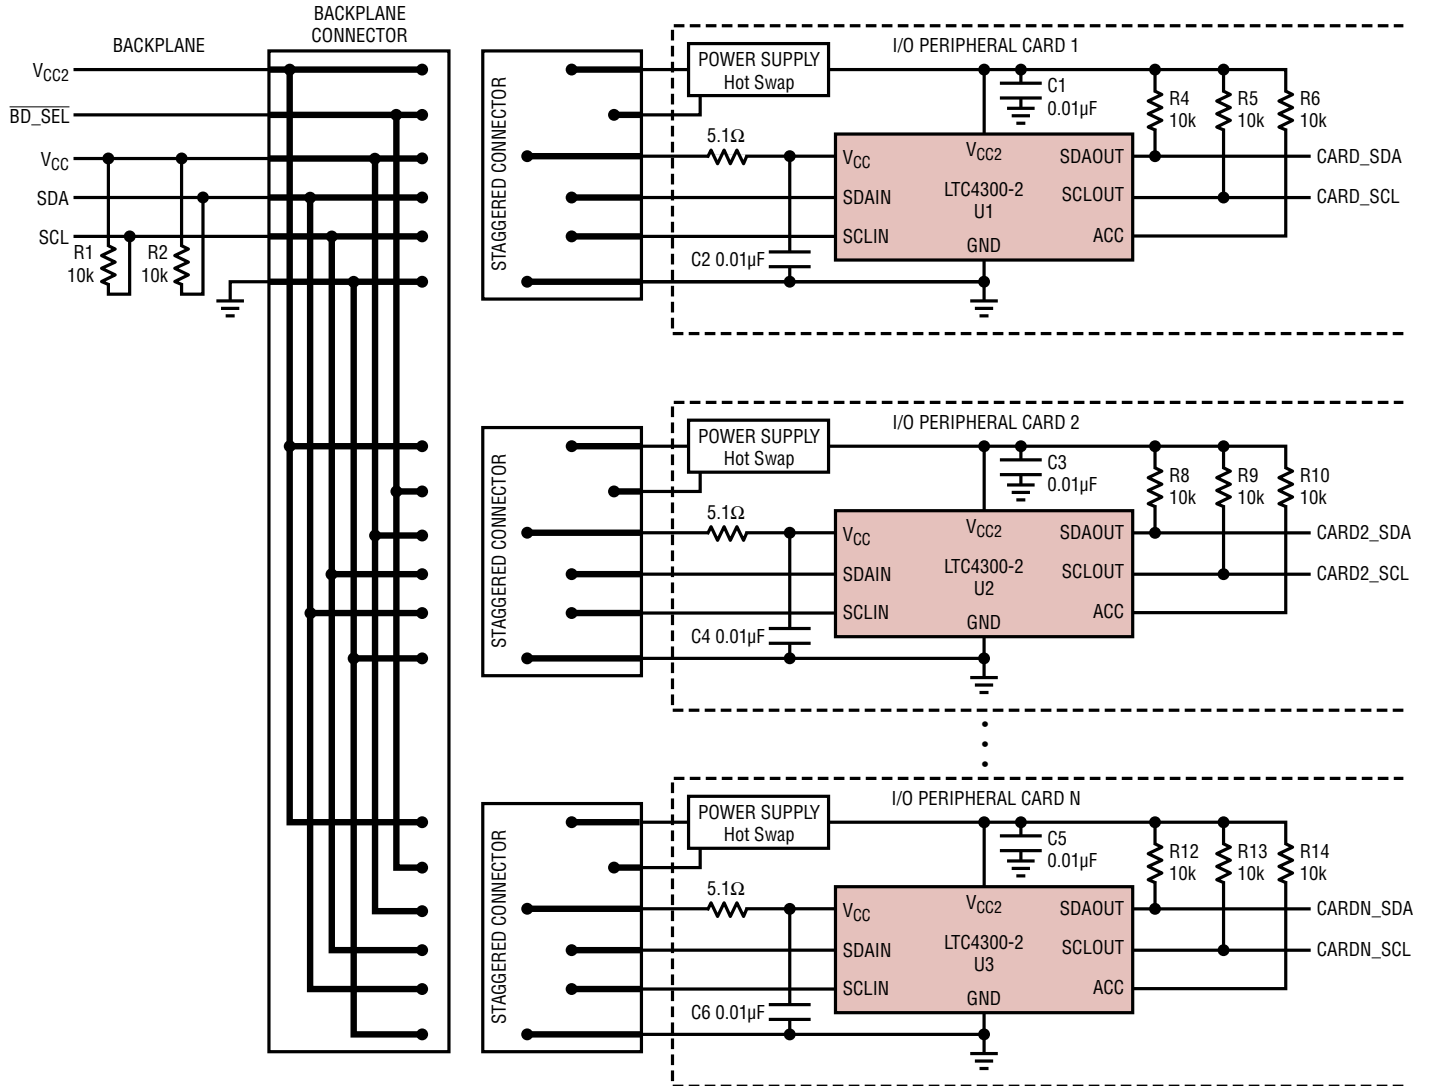 BACKPLANE
BACKPLANE
CONNECTOR
VCC2
BD_SEL
VCC
SDA
SCL
R1
10k
R2
10k
STAGGERED CONNECTOR
I/O PERIPHERAL CARD 1
POWER SUPPLY
Hot Swap
C1
0.01µF
R4
10k
R5
10k
R6
10k
5.1Ω
VCC
VCC2
SDAOUT
CARD_SDA
SDAIN
LTC4300-2
U1
SCLOUT
CARD_SCL
SCLIN
GND
ACC
C2 0.01µF
STAGGERED CONNECTOR
I/O PERIPHERAL CARD 2
POWER SUPPLY
Hot Swap
C3
0.01µF
R8
10k
R9
10k
R10
10k
5.1Ω
VCC
VCC2
SDAOUT
CARD2_SDA
SDAIN
LTC4300-2
U2
SCLOUT
CARD2_SCL
SCLIN
GND
ACC
C4 0.01µF
STAGGERED CONNECTOR
I/O PERIPHERAL CARD N
POWER SUPPLY
Hot Swap
C5
0.01µF
R12
10k
R13
10k
R14
10k
5.1Ω
VCC
VCC2
SDAOUT
CARDN_SDA
SDAIN
LTC4300-2
U3
SCLOUT
CARDN_SCL
SCLIN
GND
ACC
C6 0.01µF